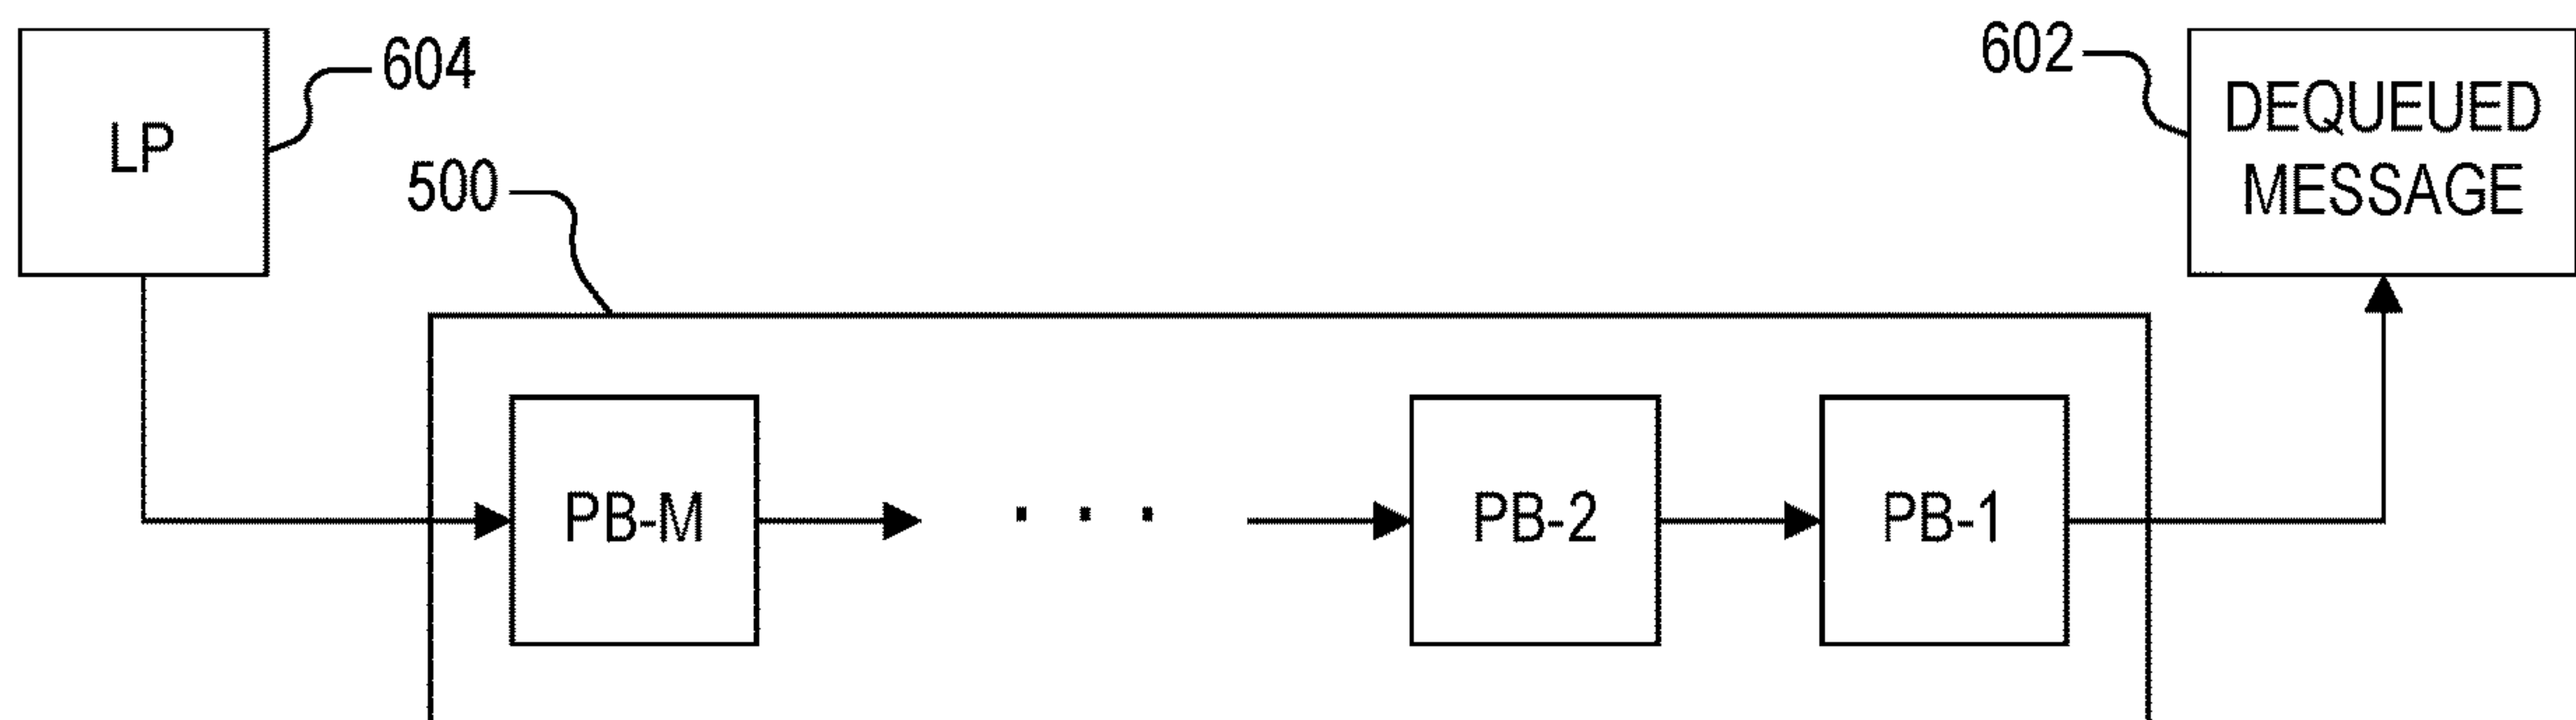 LP
604
500
602
DEQUEUED
MESSAGE
PB-M
. . .
PB-2
PB-1